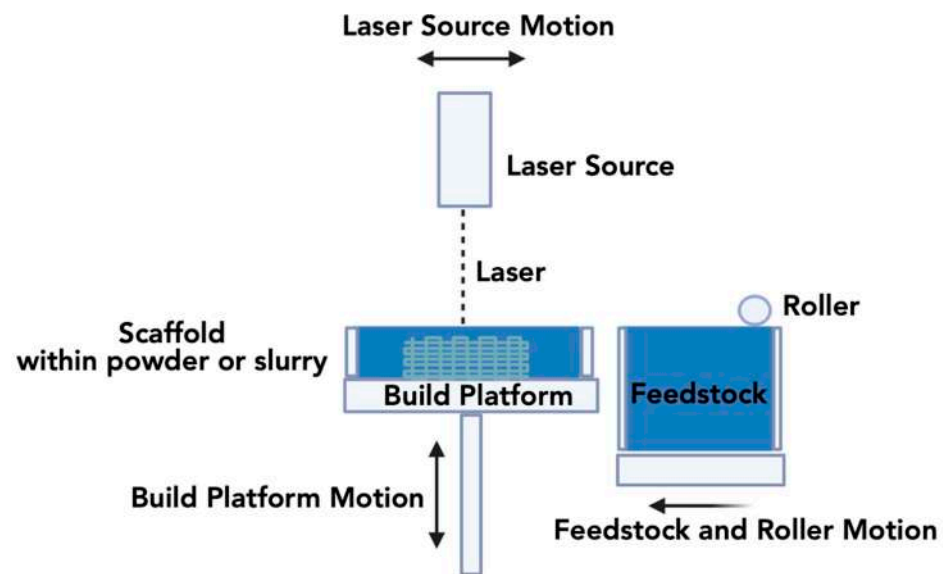 Laser Source Motion
Laser Source
Laser
Roller
Scaffold
within powder or slurry
Build Platform
Feedstock
Build Platform Motion
Feedstock and Roller Motion